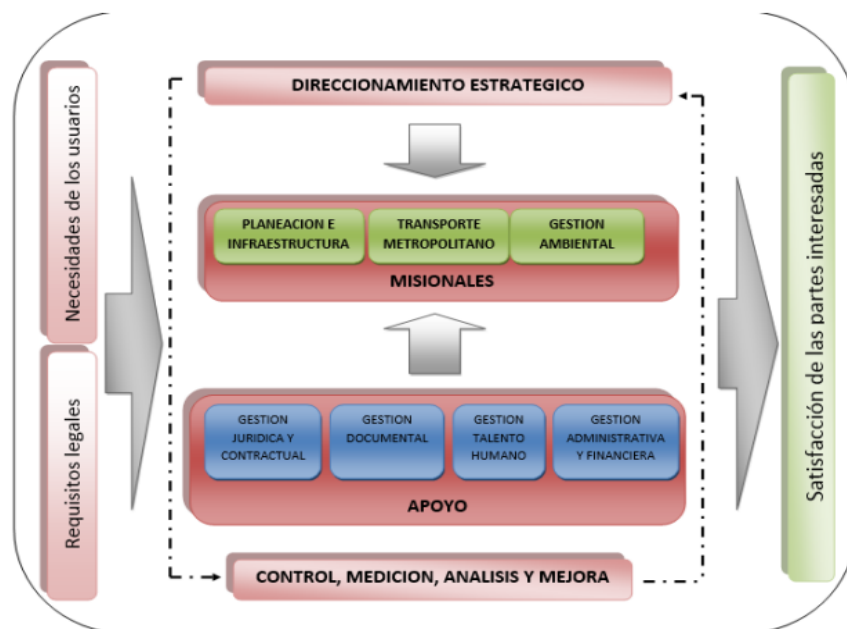 Necesidades de los usuarios
Requisitos legales
DIRECCIONAMIENTO ESTRATEGICO
PLANEACION E
INFRAESTRUCTURA
TRANSPORTE
METROPOLITANO
GESTION
AMBIENTAL
MISIONALES
GESTION
JURIDICA Y
CONTRACTUAL
GESTION
DOCUMENTAL
GESTION
TALENTO
HUMANO
GESTION
ADMINISTRATIVA
Y FINANCIERA
APOYO
CONTROL, MEDICION, ANALISIS Y MEJORA
Satisfacción de las partes interesadas